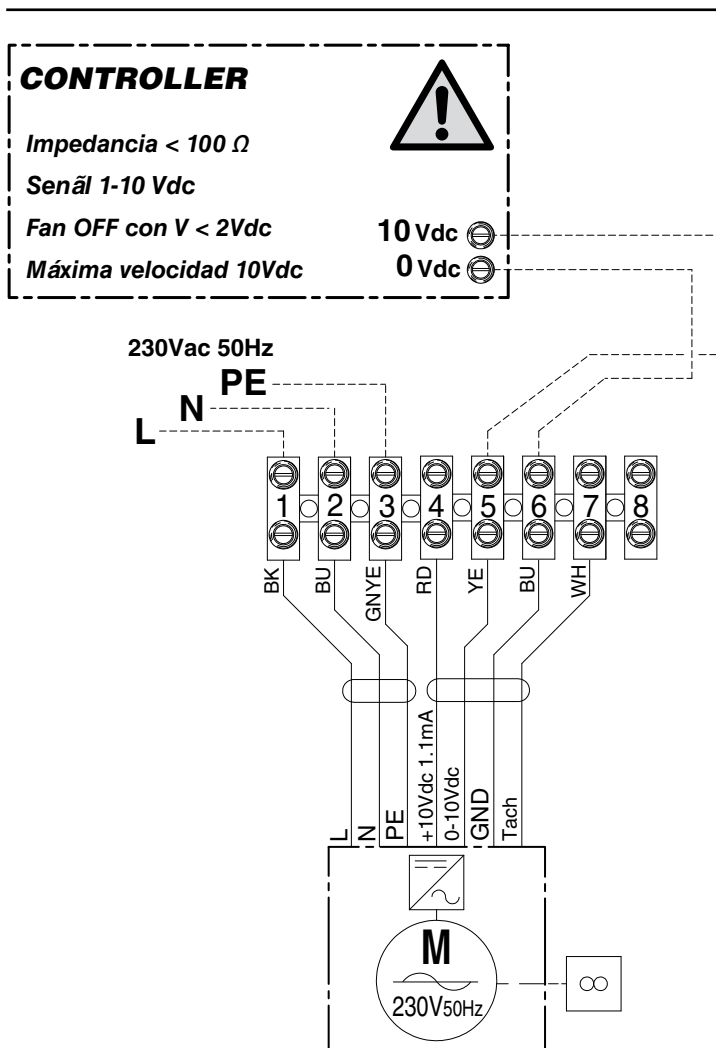 CONTROLLER
Impedancia < 100 Ω
Senãl 1-10 Vdc
Fan OFF con V < 2Vdc
Máxima velocidad 10Vdc
10 Vdc
0 Vdc
230Vac 50Hz
PE
N
L
1 2 3 4 5 6 7 8
BK BU GNYE RD YE BU WH
L N PE +10Vdc 1.1mA 0-10Vdc GND Tach
M
230V50Hz